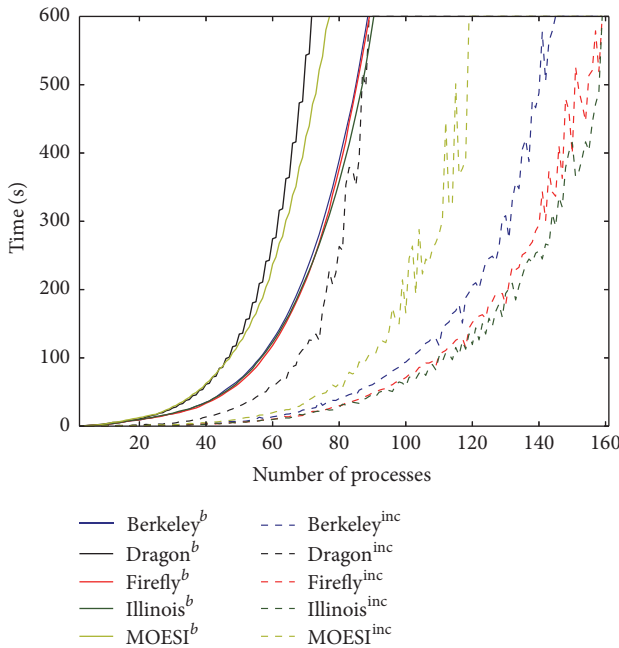 600
500
400
300
200
100
0
Time (s)
20 40 60 80 100 120 140 160
Number of processes
Berkeley^b Berkeley^inc
Dragon^b Dragon^inc
Firefly^b Firefly^inc
Illinois^b Illinois^inc
MOESI^b MOESI^inc